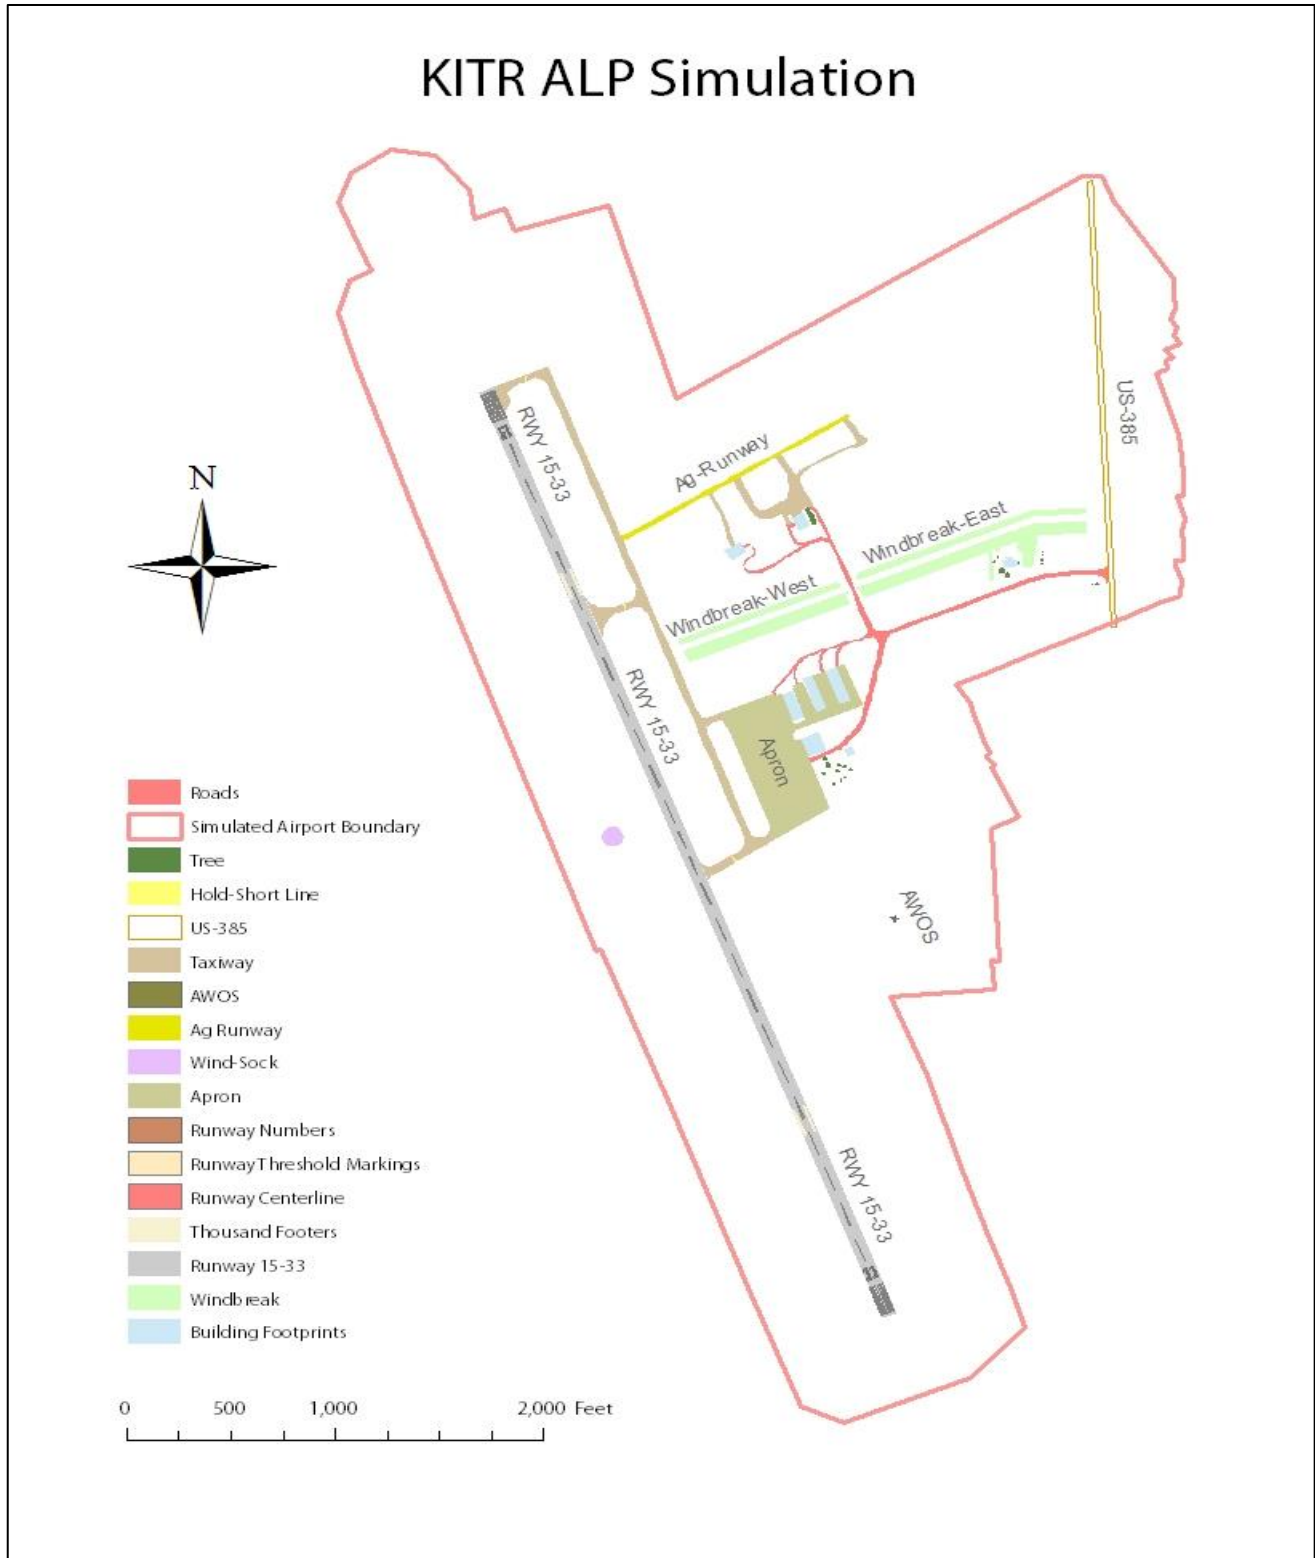 KITR ALP Simulation
US-385
RWY 15-33
Ag-Runway
Windbreak-East
N
Windbreak-West
RWY 15-33
Apron
Roads
Simulated Airport Boundary
Tree
Hold-Short Line
US-385
Taxiway
AWOS
Ag Runway
Wind-Sock
Apron
Runway Numbers
Runway Threshold Markings
Runway Centerline
Thousand Footers
Runway 15-33
Windbreak
Building Footprints
AWOS
RWY 15-33
0 500 1,000 2,000 Feet